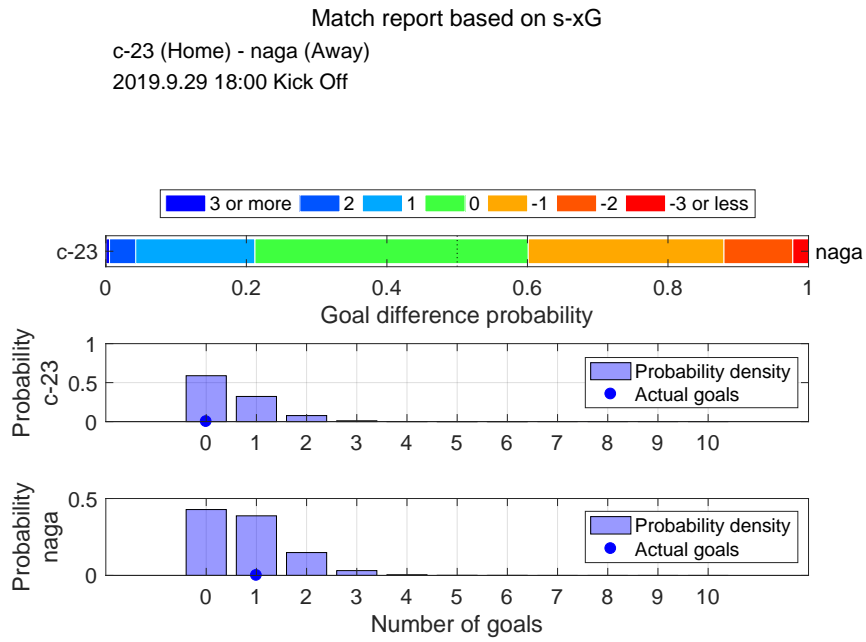 Match report based on s-xG
c-23 (Home) - naga (Away)
2019.9.29 18:00 Kick Off
3 or more 2 1 0 -1 -2 -3 or less
c-23 naga
0 0.2 0.4 0.6 0.8 1
Goal difference probability
Probability
c-23
1
0.5
0
Probability density
Actual goals
0 1 2 3 4 5 6 7 8 9 10
Probability
naga
0.5
0
Probability density
Actual goals
0 1 2 3 4 5 6 7 8 9 10
Number of goals